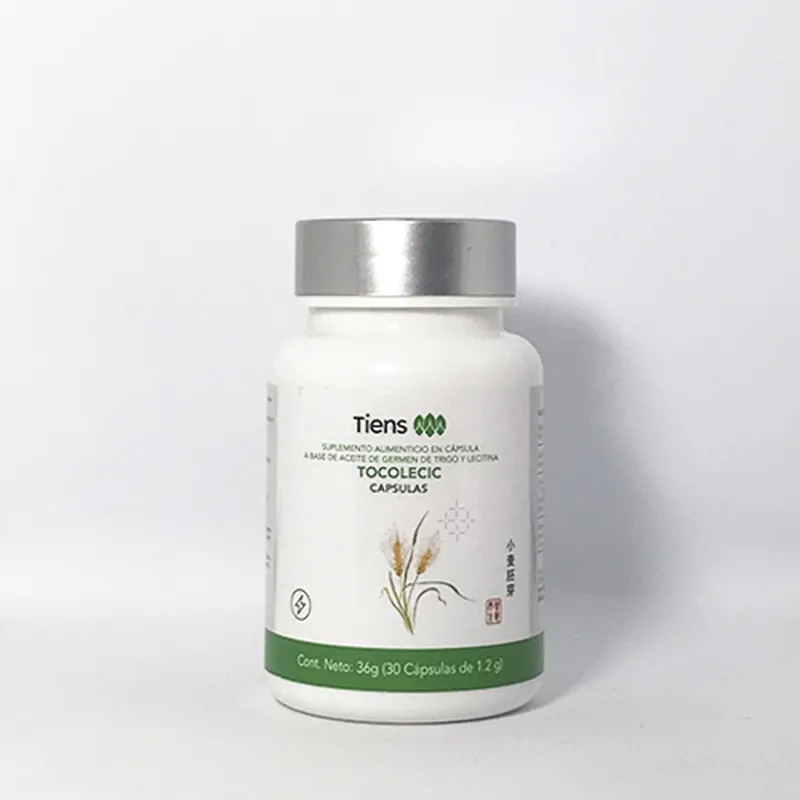 Tiens
SUPLEMENTO ALIMENTICIO EN CÁPSULA
A BASE DE ACEITE DE GERMEN DE TRIGO Y LECITINA
TOCOLECIC
CAPSULAS
小麦胚芽
Cont. Neto: 36g (30 Cápsulas de 1.2 g)